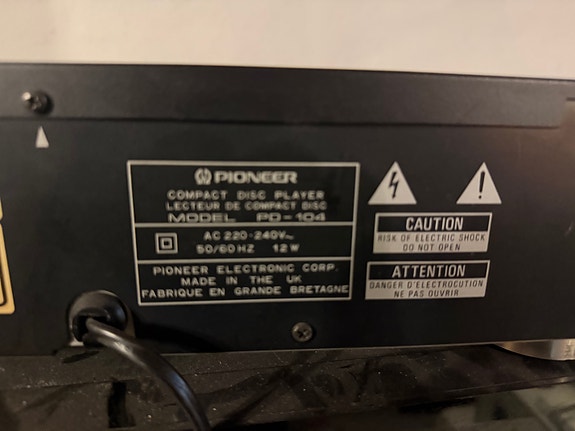 PIONEER
COMPACT DISC PLAYER
LECTEUR DE COMPACT DISC
MODEL PD-104
AC 220-240V~
50/60HZ 12W
PIONEER ELECTRONIC CORP.
MADE IN THE UK
FABRIQUE EN GRANDE BRETAGNE
CAUTION
RISK OF ELECTRIC SHOCK
DO NOT OPEN
ATTENTION
DANGER D'ELECTROCUTION
NE PAS OUVRIR